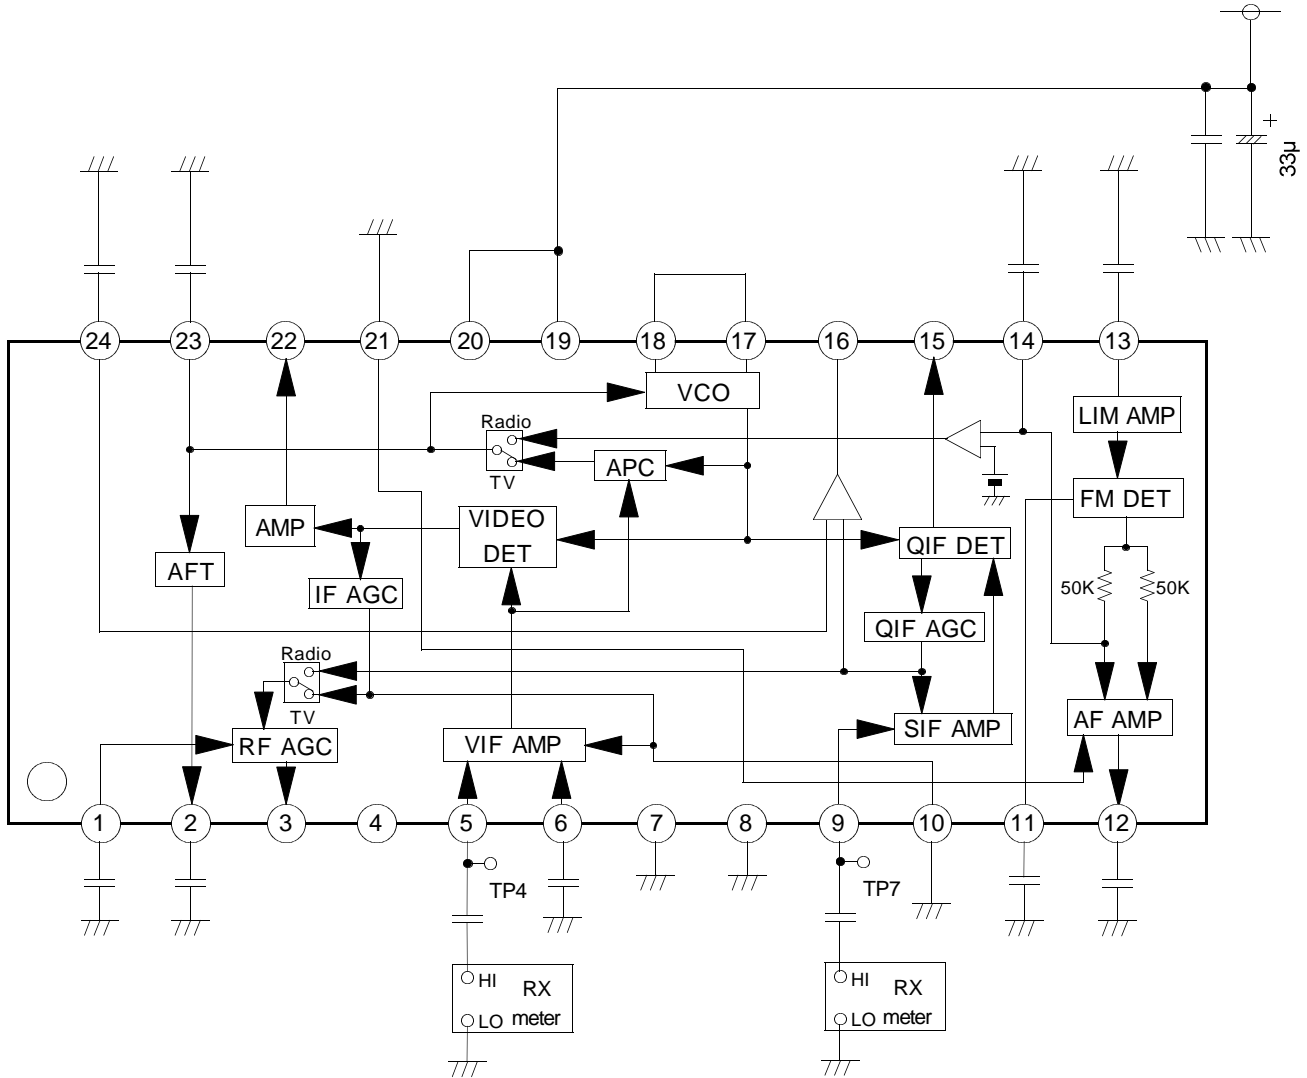 +
33µ
24 23 22 21 20 19 18 17 16 15 14 13
VCO
LIM AMP
Radio
APC
TV
FM DET
AMP
VIDEO
DET
QIF DET
AFT
IF AGC
50K 50K
QIF AGC
Radio
TV
RF AGC
VIF AMP
SIF AMP
AF AMP
1 2 3 4 5 6 7 8 9 10 11 12
TP4
TP7
HI
RX
LO meter
HI
RX
LO meter